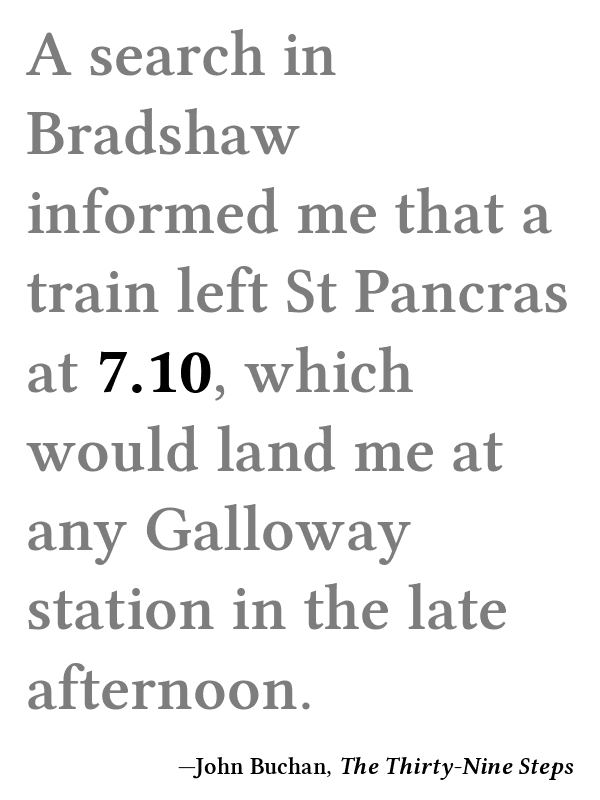 A search in
Bradshaw
informed me that a
train left St Pancras
at 7.10, which
would land me at
any Galloway
station in the late
afternoon.
—John Buchan, The Thirty-Nine Steps